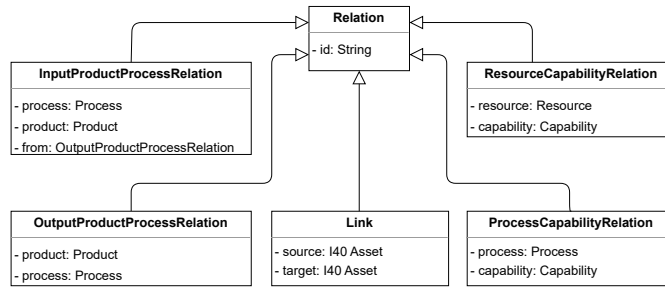 Relation
- id: String
InputProductProcessRelation
- process: Process
- product: Product
- from: OutputProductProcessRelation
ResourceCapabilityRelation
- resource: Resource
- capability: Capability
OutputProductProcessRelation
- product: Product
- process: Process
Link
- source: I40 Asset
- target: I40 Asset
ProcessCapabilityRelation
- process: Process
- capability: Capability